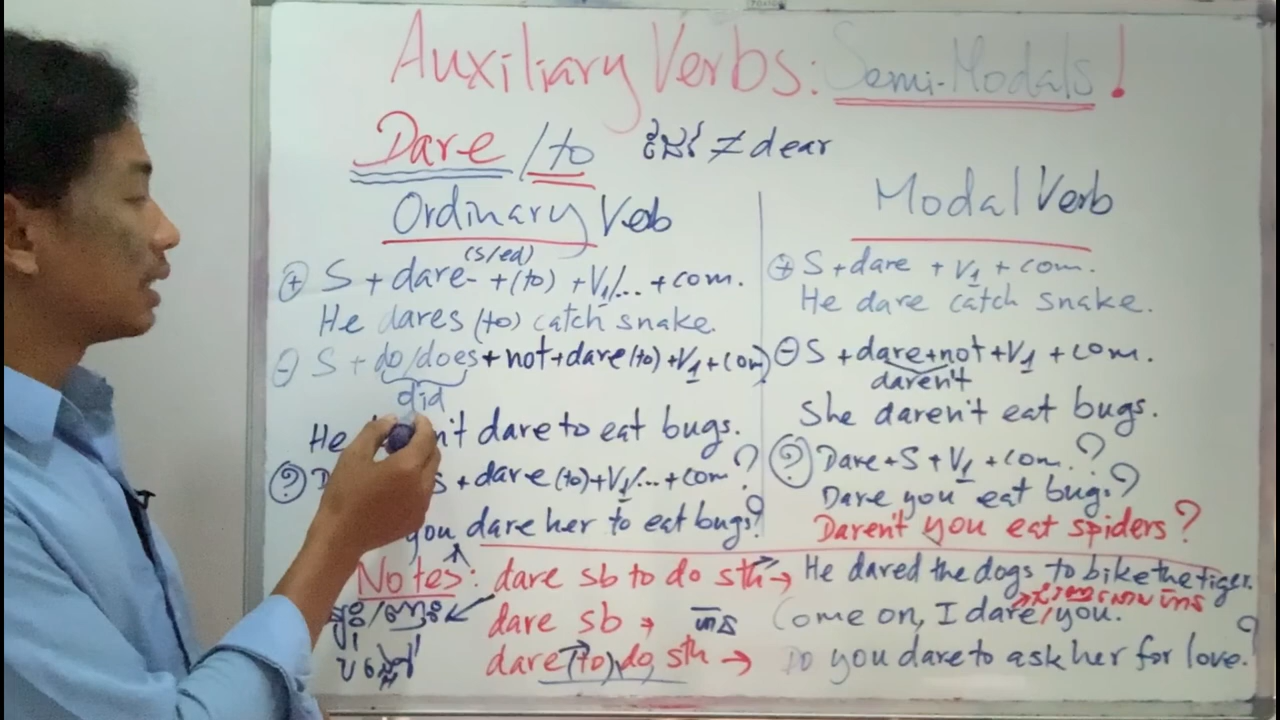 Auxiliary Verbs: Semi-Modals!
Dare / to ≠ dear
Ordinary Verb
(s/ed)
⊕ S + dare- + (to) + V1/... + com.
He dares (to) catch snake.
⊖ S + do/does + not + dare (to) + V1 + com
did
He n't dare to eat bugs.
? S + dare (to) + V1/... + com ?
you dare her to eat bugs?
Modal Verb
⊕ S + dare + V1 + com.
He dare catch snake.
⊖ S + dare + not + V1 + com.
daren't
She daren't eat bugs.
? Dare + S + V1 + com. ?
Dare you eat bug.?
Daren't you eat spiders?
Notes: dare sb to do sth → He dared the dogs to bike the tiger.
dare sb → ហ៊ាន Come on, I dare you.
dare (to) do sth → Do you dare to ask her for love.?